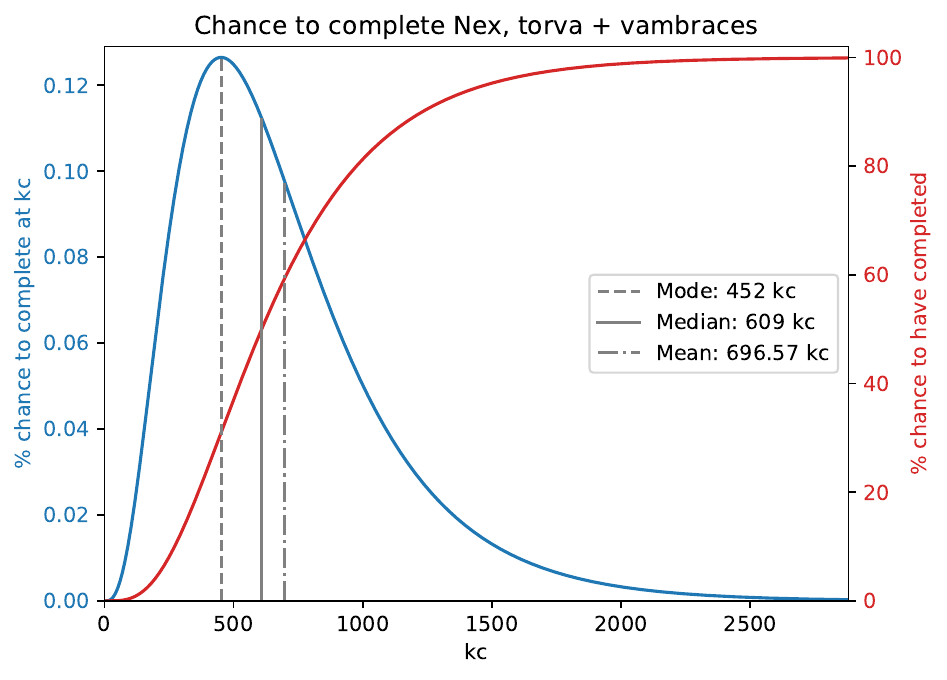 Chance to complete Nex, torva + vambraces
% chance to complete at kc
0.12
0.10
0.08
0.06
0.04
0.02
0.00
100
80
60
40
20
0
% chance to have completed
Mode: 452 kc
Median: 609 kc
Mean: 696.57 kc
0 500 1000 1500 2000 2500
kc